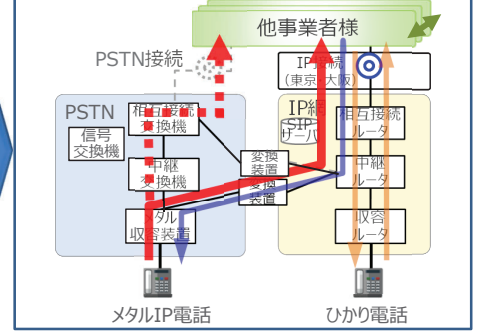 他事業者様
PSTN接続
IP接続
（東京・大阪）
PSTN
IP網
相互接続
交換機
SIP
サーバ
相互接続
ルータ
信号
交換機
変換
装置
中継
交換機
中継
ルータ
変換
装置
メタル
収容装置
収容
ルータ
メタルIP電話
ひかり電話